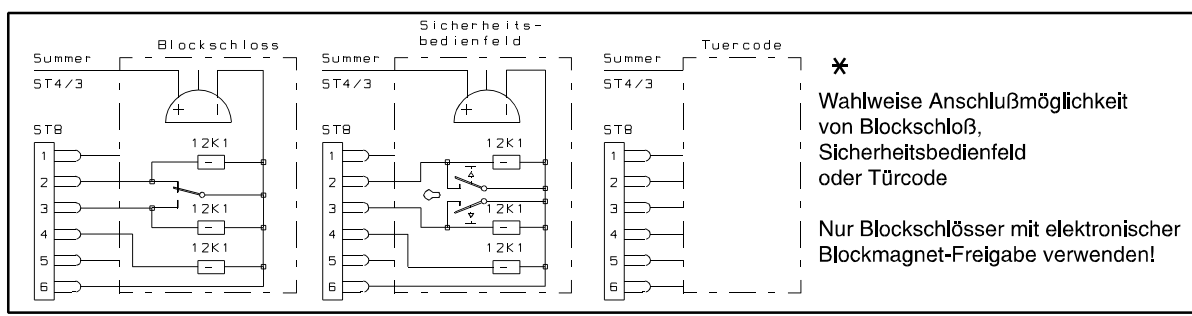 Blockschloss
Summer
ST4/3
+
-
ST8
1
2
3
4
5
6
12K1
12K1
12K1
Sicherheits-
bedienfeld
Summer
ST4/3
+
-
ST8
1
2
3
4
5
6
12K1
12K1
12K1
Tuercode
Summer
ST4/3
ST8
1
2
3
4
5
6
*
Wahlweise Anschlußmöglichkeit
von Blockschloß,
Sicherheitsbedienfeld
oder Türcode
Nur Blockschlösser mit elektronischer
Blockmagnet-Freigabe verwenden!